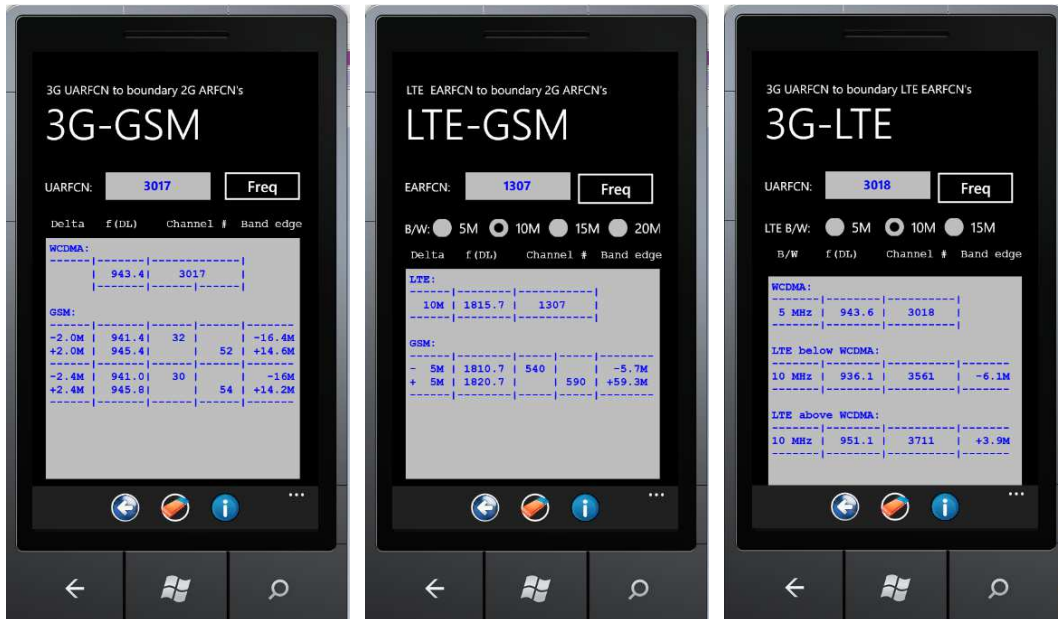 3G UARFCN to boundary 2G ARFCN's
3G-GSM
UARFCN: 3017 Freq
Delta f(DL) Channel # Band edge
WCDMA:
------|-------|--------------|
| 943.4| 3017 |
|-------|-------|------|
GSM:
------|-------|-------|------|-------
-2.0M | 941.4| 32 | | -16.4M
+2.0M | 945.4| | 52 | +14.6M
------|-------|-------|------|-------
-2.4M | 941.0| 30 | | -16M
+2.4M | 945.8| | 54 | +14.2M
------|-------|-------|------|-------
...
LTE EARFCN to boundary 2G ARFCN's
LTE-GSM
EARFCN: 1307 Freq
B/W: 5M 10M 15M 20M
Delta f(DL) Channel # Band edge
LTE:
------|--------|-------------|
10M | 1815.7 | 1307 |
------|--------|-------------|
GSM:
------|--------|------|------|--------
- 5M | 1810.7 | 540 | | -5.7M
+ 5M | 1820.7 | | 590 | +59.3M
------|--------|------|------|--------
...
3G UARFCN to boundary LTE EARFCN's
3G-LTE
UARFCN: 3018 Freq
LTE B/W: 5M 10M 15M
B/W f(DL) Channel # Band edge
WCDMA:
-------|--------|----------|
5 MHz | 943.6 | 3018 |
-------|--------|----------|
LTE below WCDMA:
-------|--------|----------|-------
10 MHz | 936.1 | 3561 | -6.1M
-------|--------|----------|-------
LTE above WCDMA:
-------|--------|----------|-------
10 MHz | 951.1 | 3711 | +3.9M
-------|--------|----------|-------
...